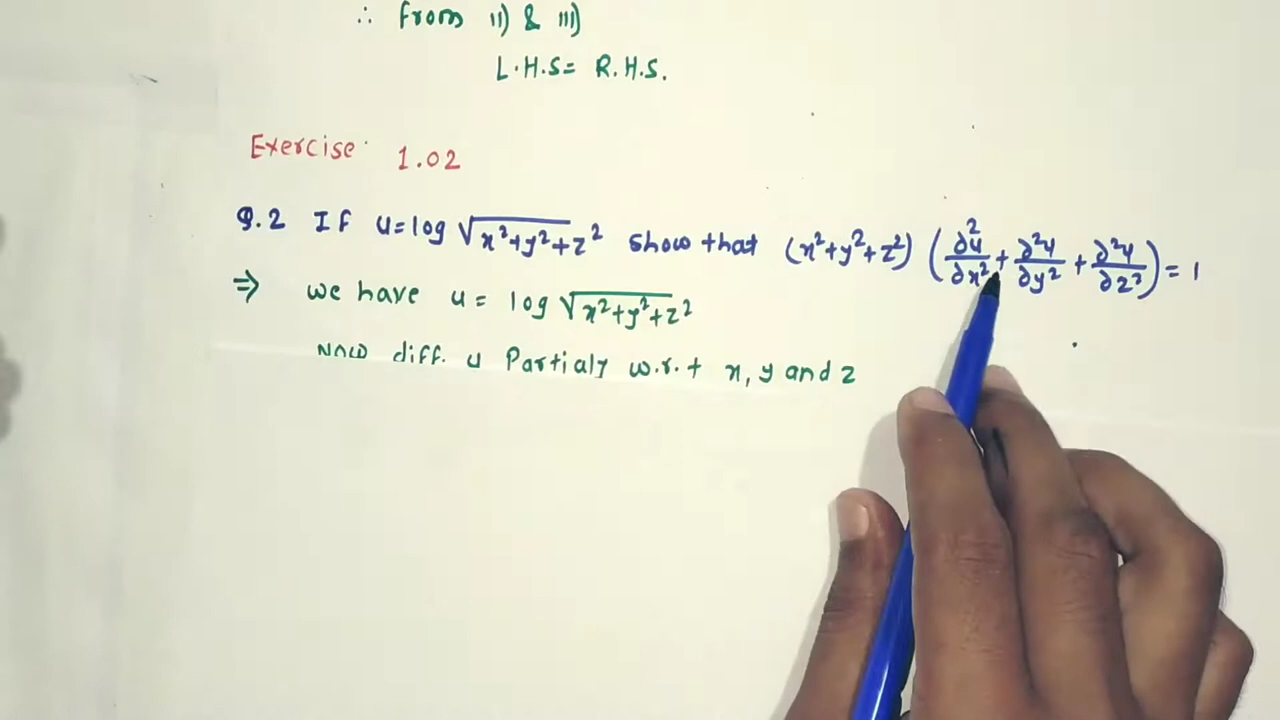 ∴ from ii) & iii)
L.H.S = R.H.S.
Exercise 1.02
Q.2 If u = log √x²+y²+z² show that (x²+y²+z²) (∂²u/∂x² + ∂²u/∂y² + ∂²u/∂z²) = 1
⇒ we have u = log √x²+y²+z²
Now diff. u Partialy w.r.t x, y and z